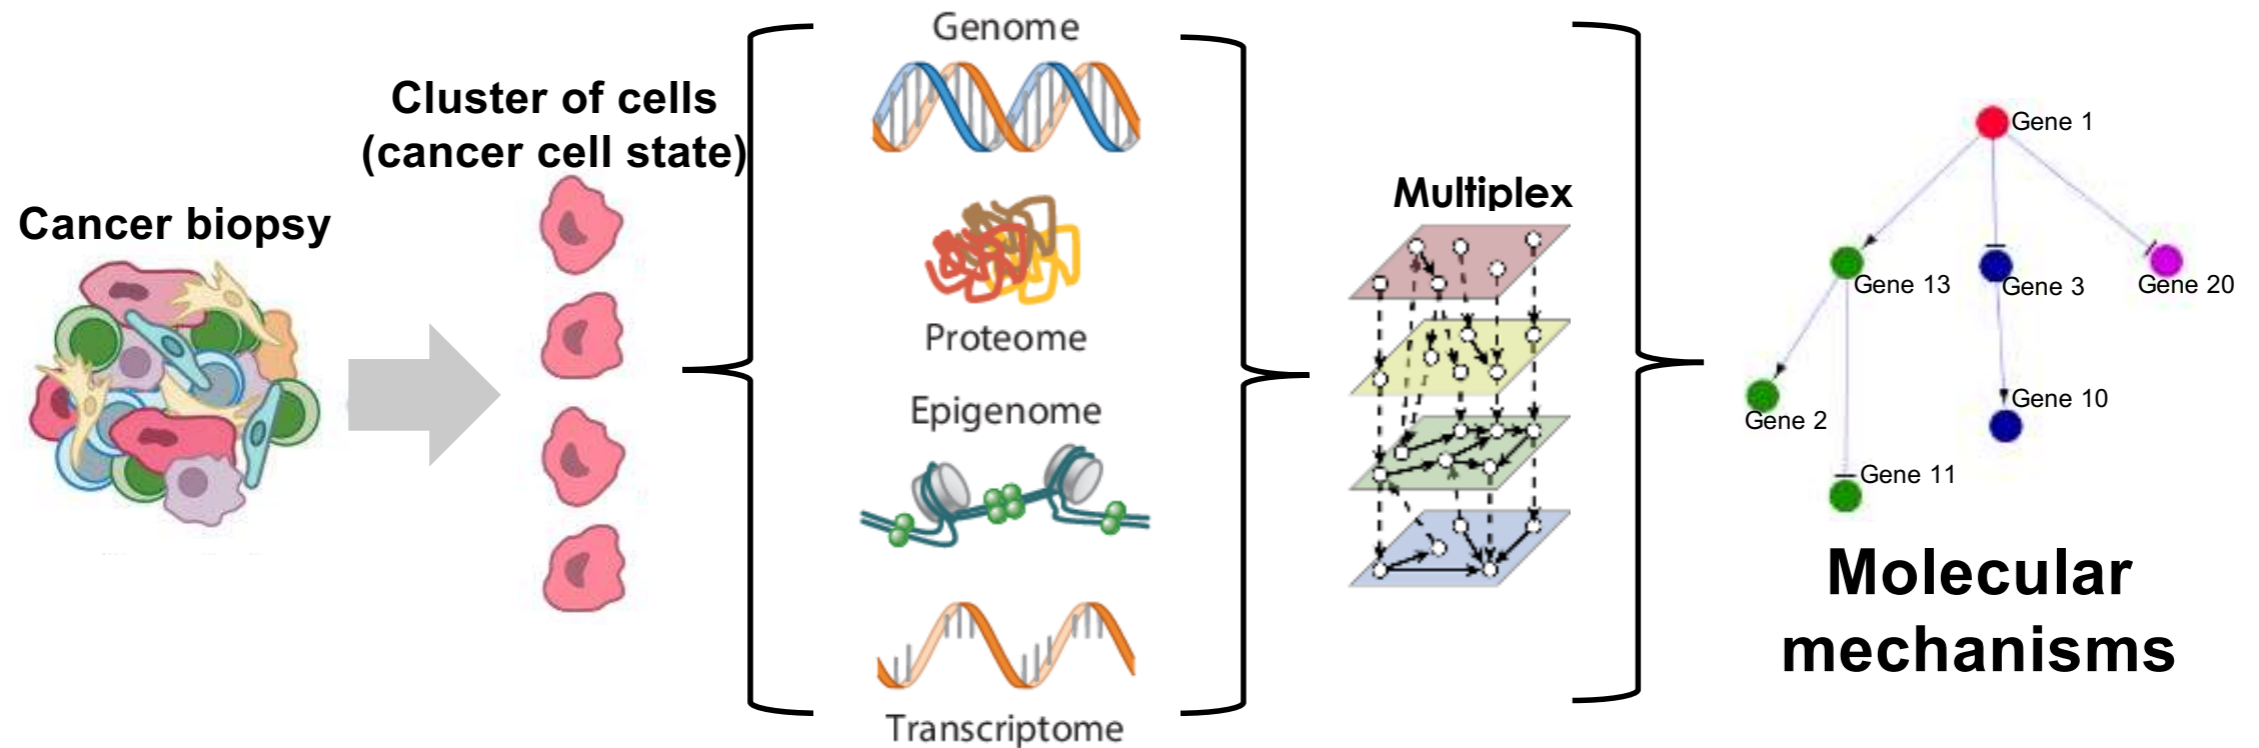 Cancer biopsy
Cluster of cells
(cancer cell state)
Genome
Proteome
Epigenome
Transcriptome
Multiplex
Gene 1
Gene 13
Gene 3
Gene 20
Gene 2
Gene 10
Gene 11
Molecular
mechanisms